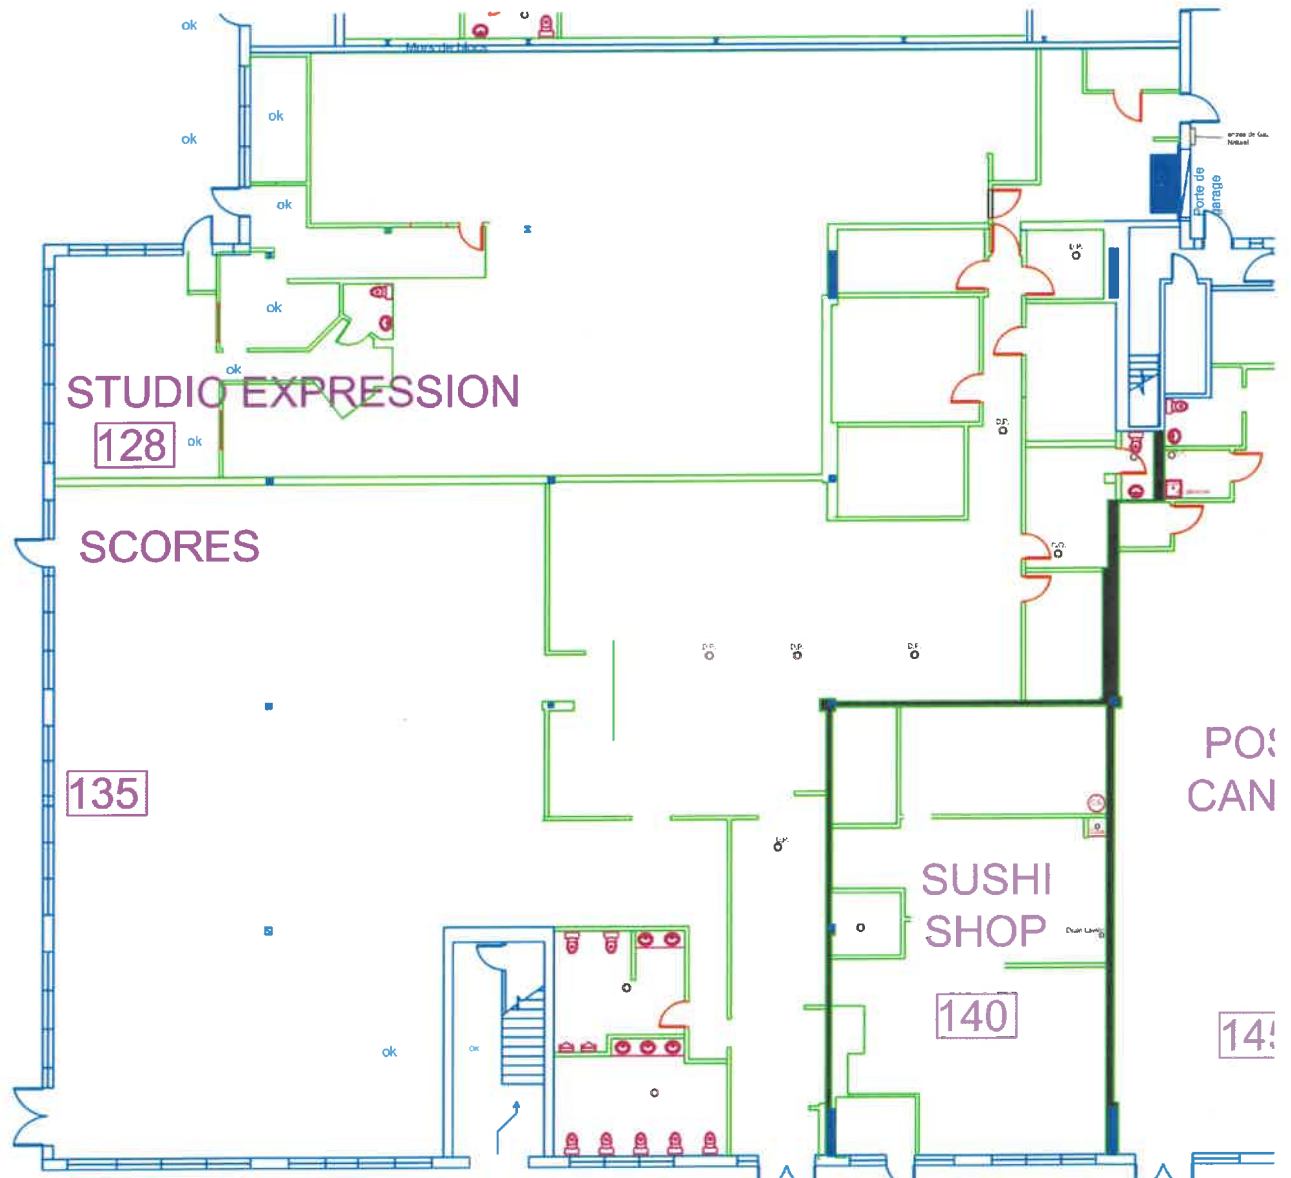 ok
Murs de blocs
ok
ok
ok
Porte de
garage
D.P.
ok
ok
STUDIO EXPRESSION
128
ok
D.P.
SCORES
D.P.
D.P.
D.P.
D.P.
135
POS
CAN
D.P.
SUSHI
SHOP
140
145
ok
OK